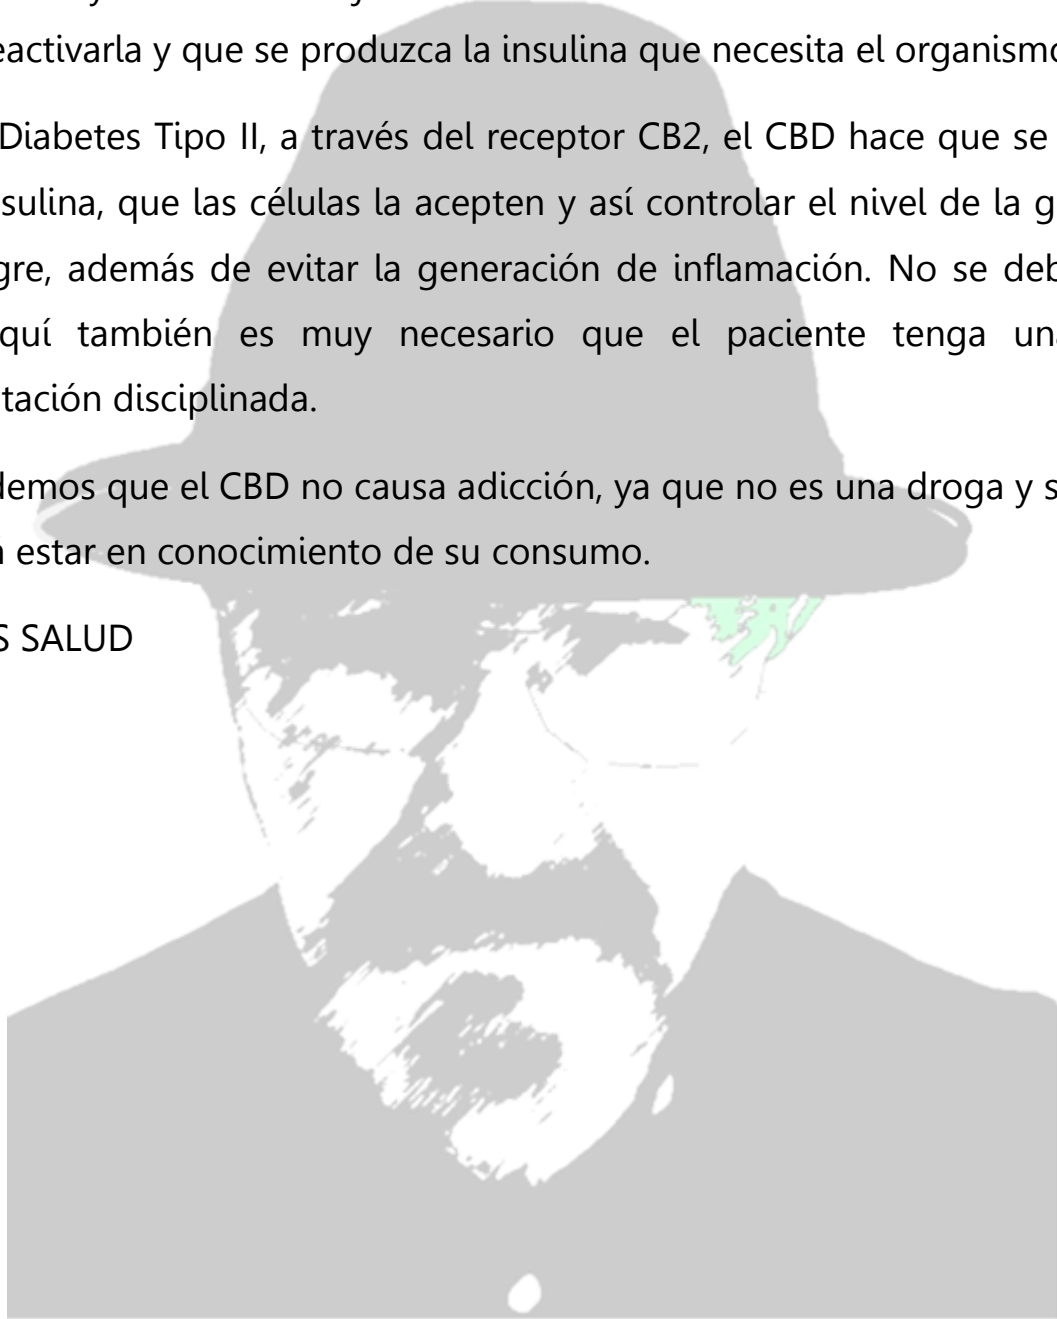 eactivarla y que se produzca la insulina que necesita el organismo
Diabetes Tipo II, a través del receptor CB2, el CBD hace que se
sulina, que las células la acepten y así controlar el nivel de la g
gre, además de evitar la generación de inflamación. No se deb
quí también es muy necesario que el paciente tenga una
tación disciplinada.
demos que el CBD no causa adicción, ya que no es una droga y s
estar en conocimiento de su consumo.
S SALUD